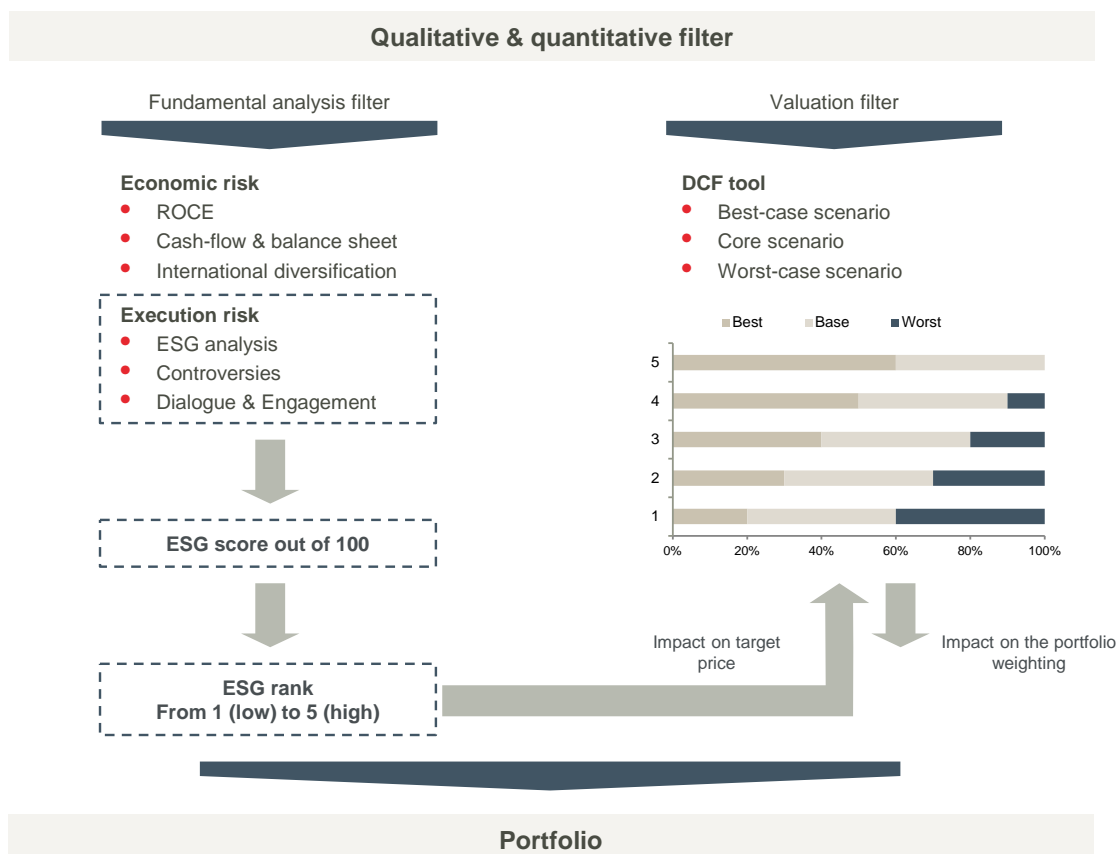 Qualitative & quantitative filter
Fundamental analysis filter
Economic risk
• ROCE
• Cash-flow & balance sheet
• International diversification
Execution risk
• ESG analysis
• Controversies
• Dialogue & Engagement
ESG score out of 100
ESG rank
From 1 (low) to 5 (high)
Valuation filter
DCF tool
• Best-case scenario
• Core scenario
• Worst-case scenario
Best Base Worst
5
4
3
2
1
0% 20% 40% 60% 80% 100%
Impact on target
price
Impact on the portfolio
weighting
Portfolio